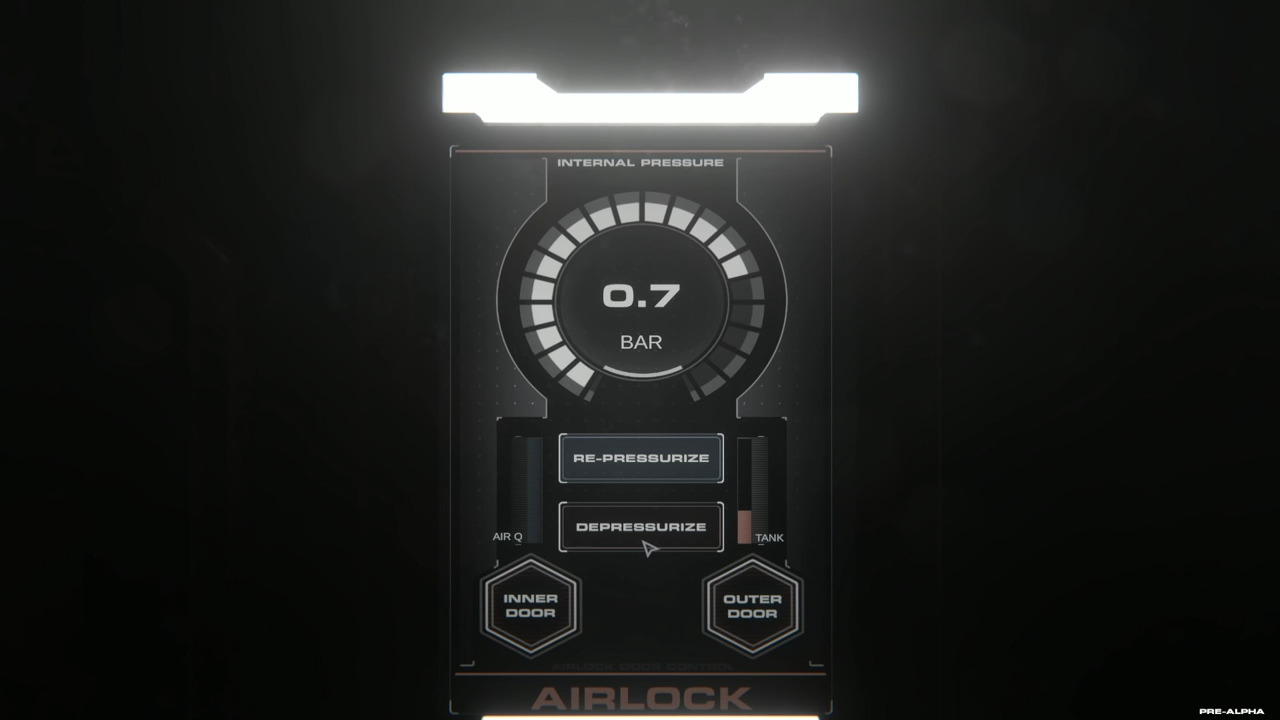 INTERNAL PRESSURE
0.7
BAR
RE-PRESSURIZE
DEPRESSURIZE
AIR Q
TANK
INNER
DOOR
OUTER
DOOR
AIRLOCK DOOR CONTROL
AIRLOCK
PRE-ALPHA